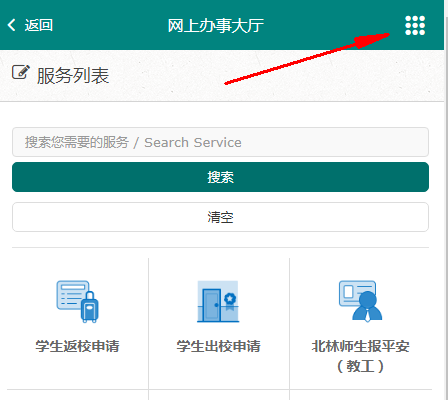 返回 网上办事大厅
服务列表
搜索您需要的服务 / Search Service
搜索
清空
学生返校申请 学生出校申请 北林师生报平安
（教工）